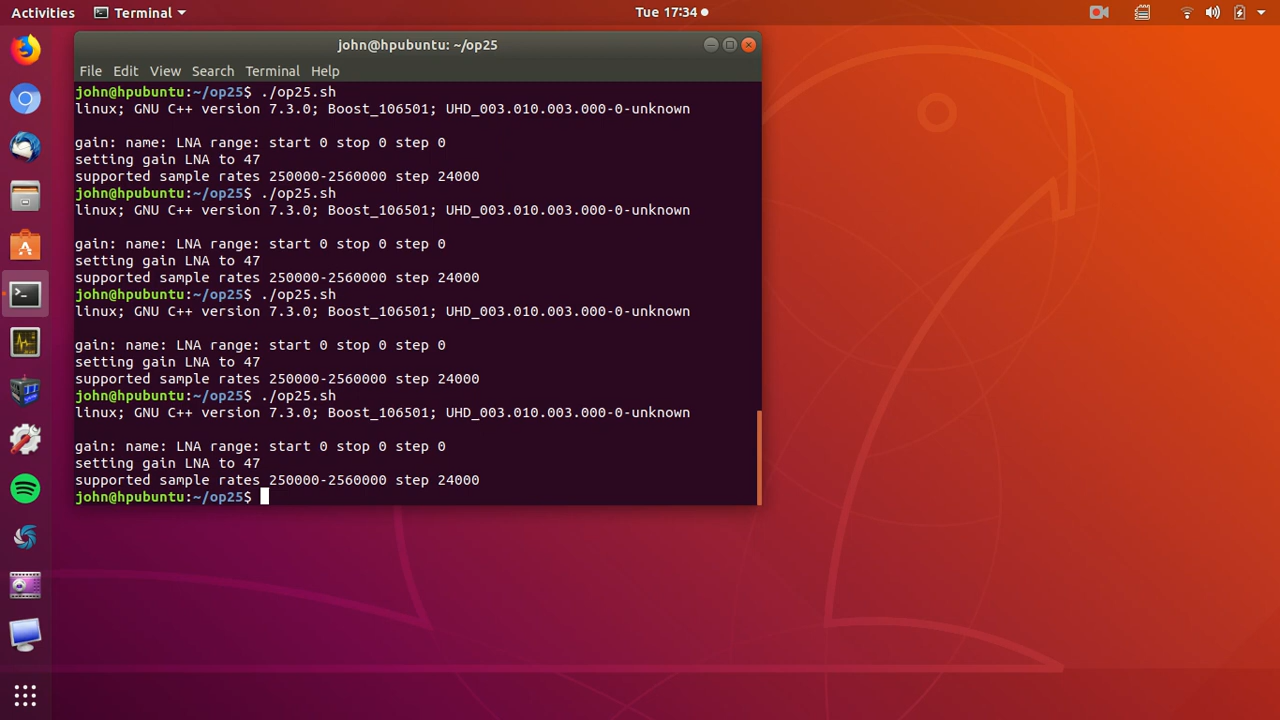 Activities Terminal Tue 17:34
john@hpubuntu: ~/op25
File Edit View Search Terminal Help
john@hpubuntu:~/op25$ ./op25.sh
linux; GNU C++ version 7.3.0; Boost_106501; UHD_003.010.003.000-0-unknown
gain: name: LNA range: start 0 stop 0 step 0
setting gain LNA to 47
supported sample rates 250000-2560000 step 24000
john@hpubuntu:~/op25$ ./op25.sh
linux; GNU C++ version 7.3.0; Boost_106501; UHD_003.010.003.000-0-unknown
gain: name: LNA range: start 0 stop 0 step 0
setting gain LNA to 47
supported sample rates 250000-2560000 step 24000
john@hpubuntu:~/op25$ ./op25.sh
linux; GNU C++ version 7.3.0; Boost_106501; UHD_003.010.003.000-0-unknown
gain: name: LNA range: start 0 stop 0 step 0
setting gain LNA to 47
supported sample rates 250000-2560000 step 24000
john@hpubuntu:~/op25$ ./op25.sh
linux; GNU C++ version 7.3.0; Boost_106501; UHD_003.010.003.000-0-unknown
gain: name: LNA range: start 0 stop 0 step 0
setting gain LNA to 47
supported sample rates 250000-2560000 step 24000
john@hpubuntu:~/op25$